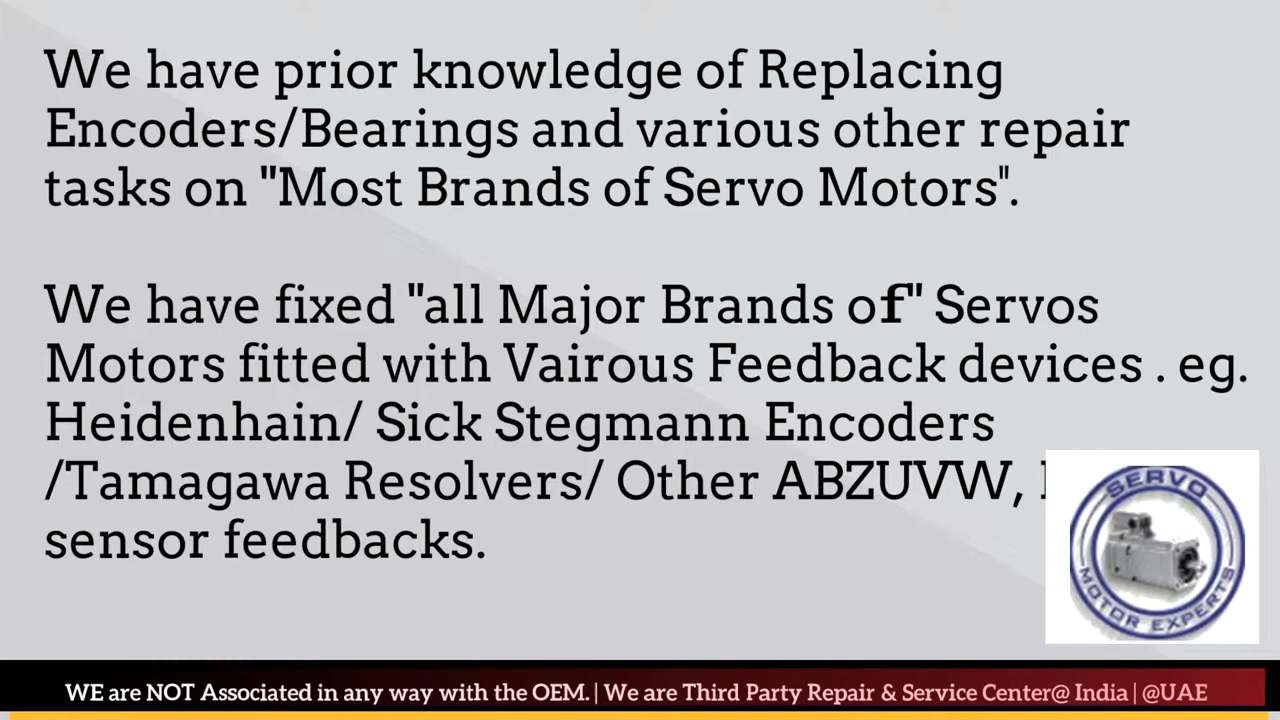 We have prior knowledge of Replacing
Encoders/Bearings and various other repair
tasks on "Most Brands of Servo Motors".
We have fixed "all Major Brands of" Servos
Motors fitted with Vairous Feedback devices . eg.
Heidenhain/ Sick Stegmann Encoders
/Tamagawa Resolvers/ Other ABZUVW,
sensor feedbacks.
SERVO
MOTOR EXPERTS
WE are NOT Associated in any way with the OEM. | We are Third Party Repair & Service Center@ India | @UAE